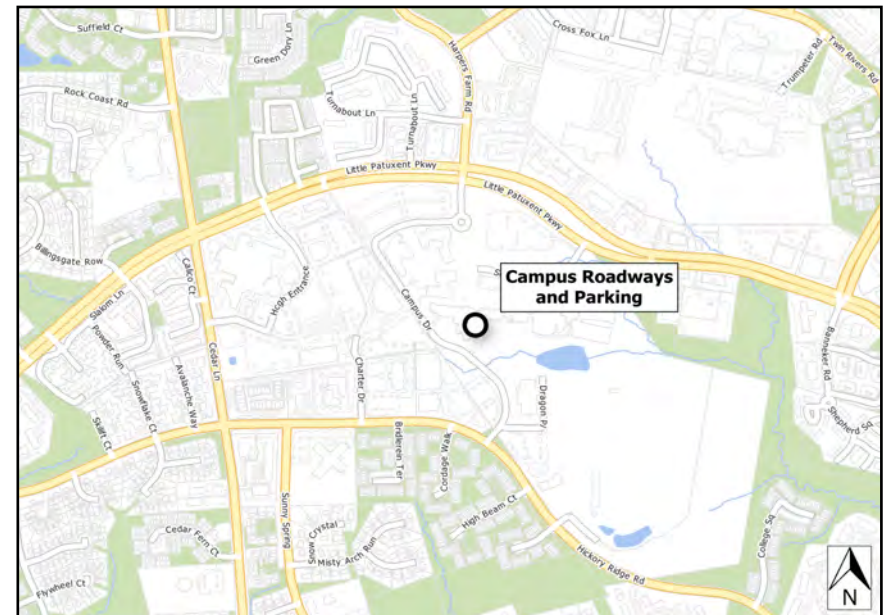 Suffield Ct
Green Dory Ln
Harpers Farm Rd
Cross Fox Ln
Trumpeter Rd
Twin Rivers Rd
Rock Coast Rd
Turnabout Ln
Turnabout Ln
Little Patuxent Pkwy
Little Patuxent Pkwy
Billingsgate Row
Calico Ct
Hcgh Entrance
Slalom Ln
Campus Dr
Campus Roadways
and Parking
Banneker Rd
Powder Run
Snowflake Ct
Avalanche Way
Cedar Ln
Charter Dr
Skilift Ct
Bridlerein Ter
Cordage Walk
Dragon Pl
Shepherd Sq
Sunny Spring
Snow Crystal
Misty Arch Run
Cedar Fern Ct
High Beam Ct
Hickory Ridge Rd
College Sq
Flywheel Ct
N